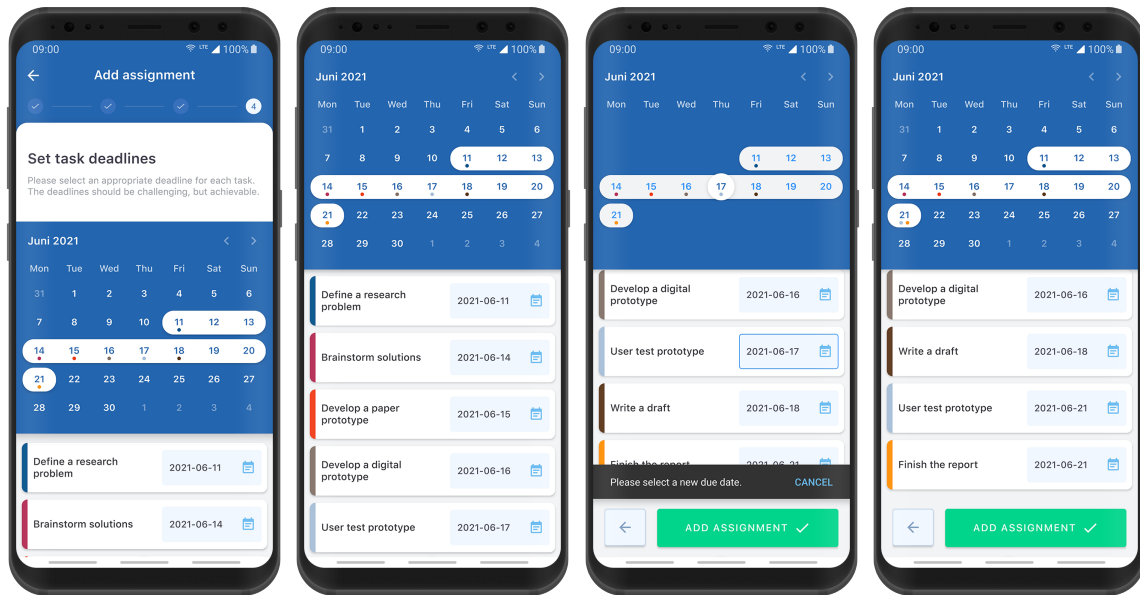 09:00 LTE 100%
Add assignment
4
Set task deadlines
Please select an appropriate deadline for each task.
The deadlines should be challenging, but achievable.
Juni 2021
Mon Tue Wed Thu Fri Sat Sun
31 1 2 3 4 5 6
7 8 9 10 11 12 13
14 15 16 17 18 19 20
21 22 23 24 25 26 27
28 29 30 1 2 3 4
Define a research
problem
2021-06-11
Brainstorm solutions 2021-06-14
09:00 LTE 100%
Juni 2021
Mon Tue Wed Thu Fri Sat Sun
31 1 2 3 4 5 6
7 8 9 10 11 12 13
14 15 16 17 18 19 20
21 22 23 24 25 26 27
28 29 30 1 2 3 4
Define a research
problem
2021-06-11
Brainstorm solutions 2021-06-14
Develop a paper
prototype
2021-06-15
Develop a digital
prototype
2021-06-16
User test prototype 2021-06-17
09:00 LTE 100%
Juni 2021
Mon Tue Wed Thu Fri Sat Sun
11 12 13
14 15 16 17 18 19 20
21
Develop a digital
prototype
2021-06-16
User test prototype 2021-06-17
Write a draft 2021-06-18
Finish the report 2021-06-21
Please select a new due date. CANCEL
ADD ASSIGNMENT
09:00 LTE 100%
Juni 2021
Mon Tue Wed Thu Fri Sat Sun
31 1 2 3 4 5 6
7 8 9 10 11 12 13
14 15 16 17 18 19 20
21 22 23 24 25 26 27
28 29 30 1 2 3 4
Develop a digital
prototype
2021-06-16
Write a draft 2021-06-18
User test prototype 2021-06-21
Finish the report 2021-06-21
ADD ASSIGNMENT